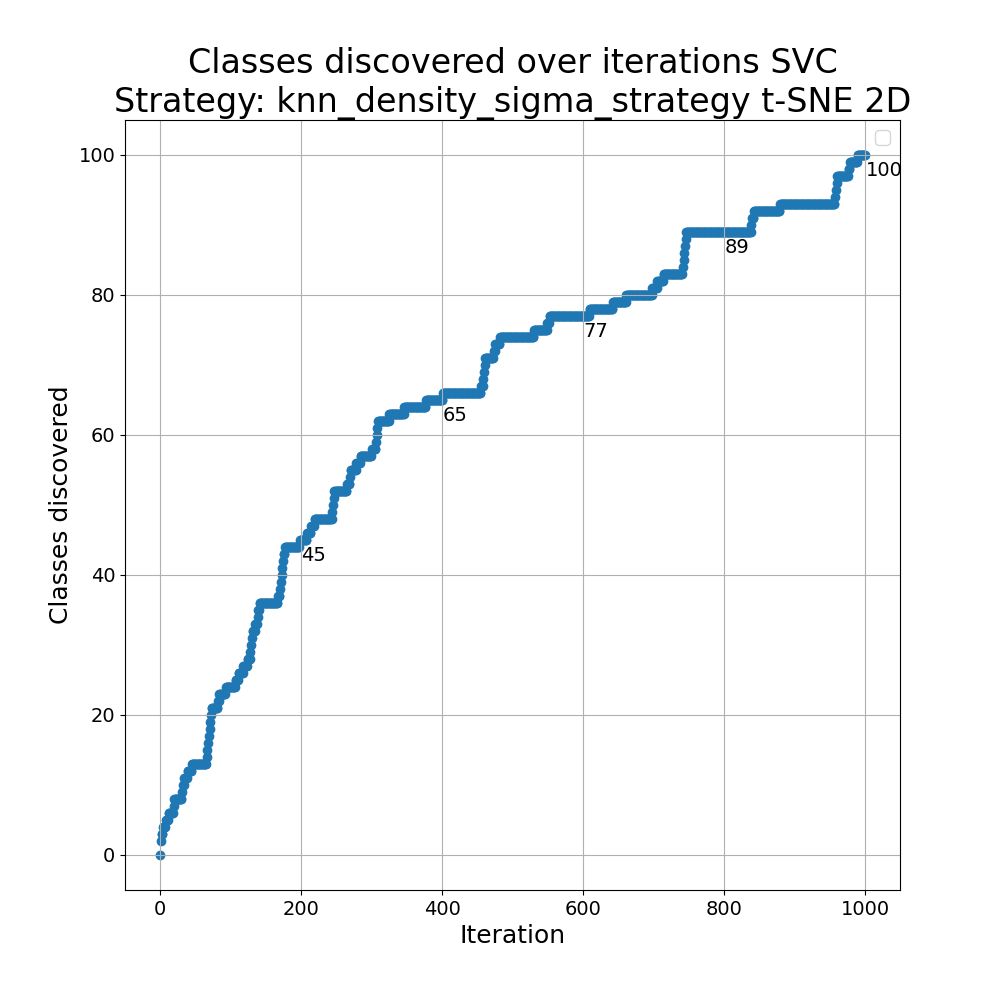 Classes discovered over iterations SVC
Strategy: knn_density_sigma_strategy t-SNE 2D
Classes discovered
100
80
60
40
20
0
45
65
77
89
100
0 200 400 600 800 1000
Iteration